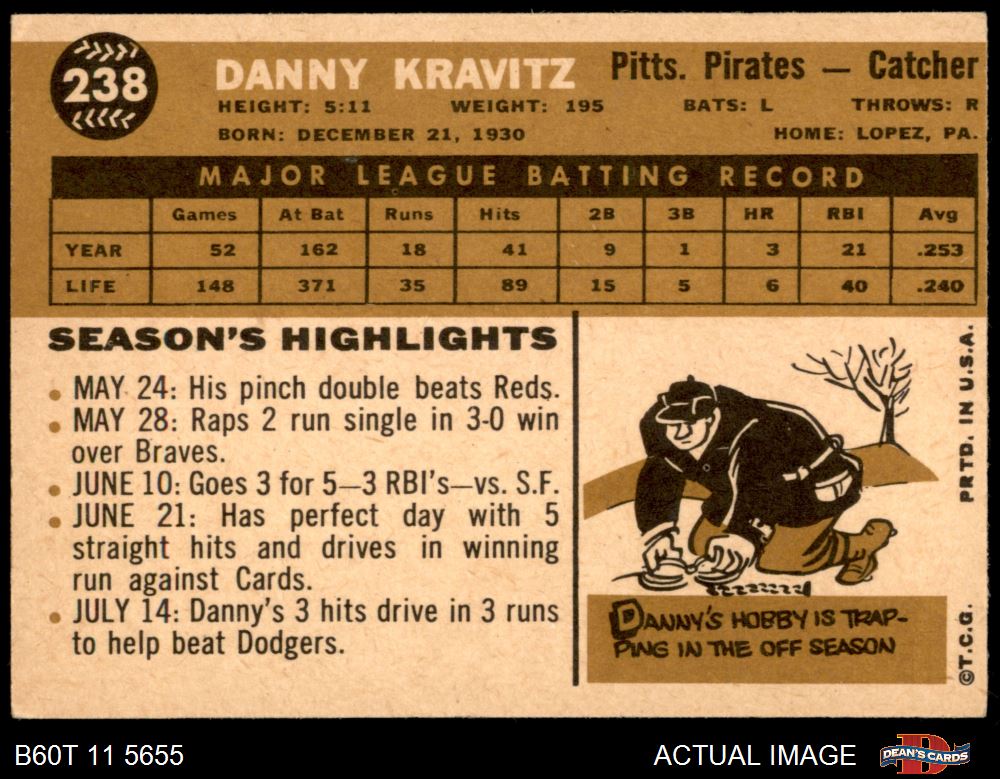 238
DANNY KRAVITZ Pitts. Pirates — Catcher
HEIGHT: 5:11 WEIGHT: 195 BATS: L THROWS: R
BORN: DECEMBER 21, 1930 HOME: LOPEZ, PA.
MAJOR LEAGUE BATTING RECORD
Games At Bat Runs Hits 2B 3B HR RBI Avg
YEAR 52 162 18 41 9 1 3 21 .253
LIFE 148 371 35 89 15 5 6 40 .240
SEASON'S HIGHLIGHTS
• MAY 24: His pinch double beats Reds.
• MAY 28: Raps 2 run single in 3-0 win
over Braves.
• JUNE 10: Goes 3 for 5—3 RBI's—vs. S.F.
• JUNE 21: Has perfect day with 5
straight hits and drives in winning
run against Cards.
• JULY 14: Danny's 3 hits drive in 3 runs
to help beat Dodgers.
DANNY'S HOBBY IS TRAP-
PING IN THE OFF SEASON
©T.C.G. PRTD. IN U.S.A.
B60T 11 5655 ACTUAL IMAGE DEAN'S CARDS